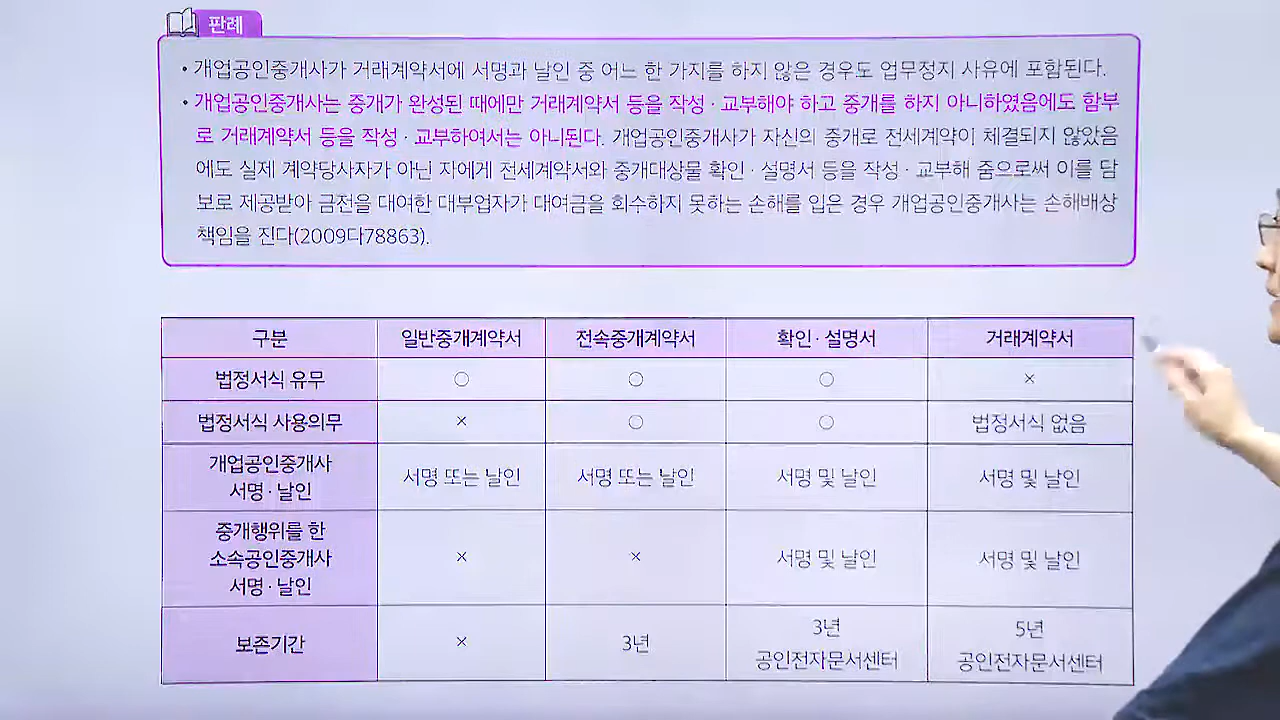 판례
• 개업공인중개사가 거래계약서에 서명과 날인 중 어느 한 가지를 하지 않은 경우도 업무정지 사유에 포함된다.
• 개업공인중개사는 중개가 완성된 때에만 거래계약서 등을 작성·교부해야 하고 중개를 하지 아니하였음에도 함부
로 거래계약서 등을 작성·교부하여서는 아니된다. 개업공인중개사가 자신의 중개로 전세계약이 체결되지 않았음
에도 실제 계약당사자가 아닌 자에게 전세계약서와 중개대상물 확인·설명서 등을 작성·교부해 줌으로써 이를 담
보로 제공받아 금전을 대여한 대부업자가 대여금을 회수하지 못하는 손해를 입은 경우 개업공인중개사는 손해배상
책임을 진다(2009다78863).
구분 일반중개계약서 전속중개계약서 확인·설명서 거래계약서
법정서식 유무 ○ ○ ○ ×
법정서식 사용의무 × ○ ○ 법정서식 없음
개업공인중개사
서명·날인 서명 또는 날인 서명 또는 날인 서명 및 날인 서명 및 날인
중개행위를 한
소속공인중개사
서명·날인 × × 서명 및 날인 서명 및 날인
보존기간 × 3년 3년
공인전자문서센터 5년
공인전자문서센터